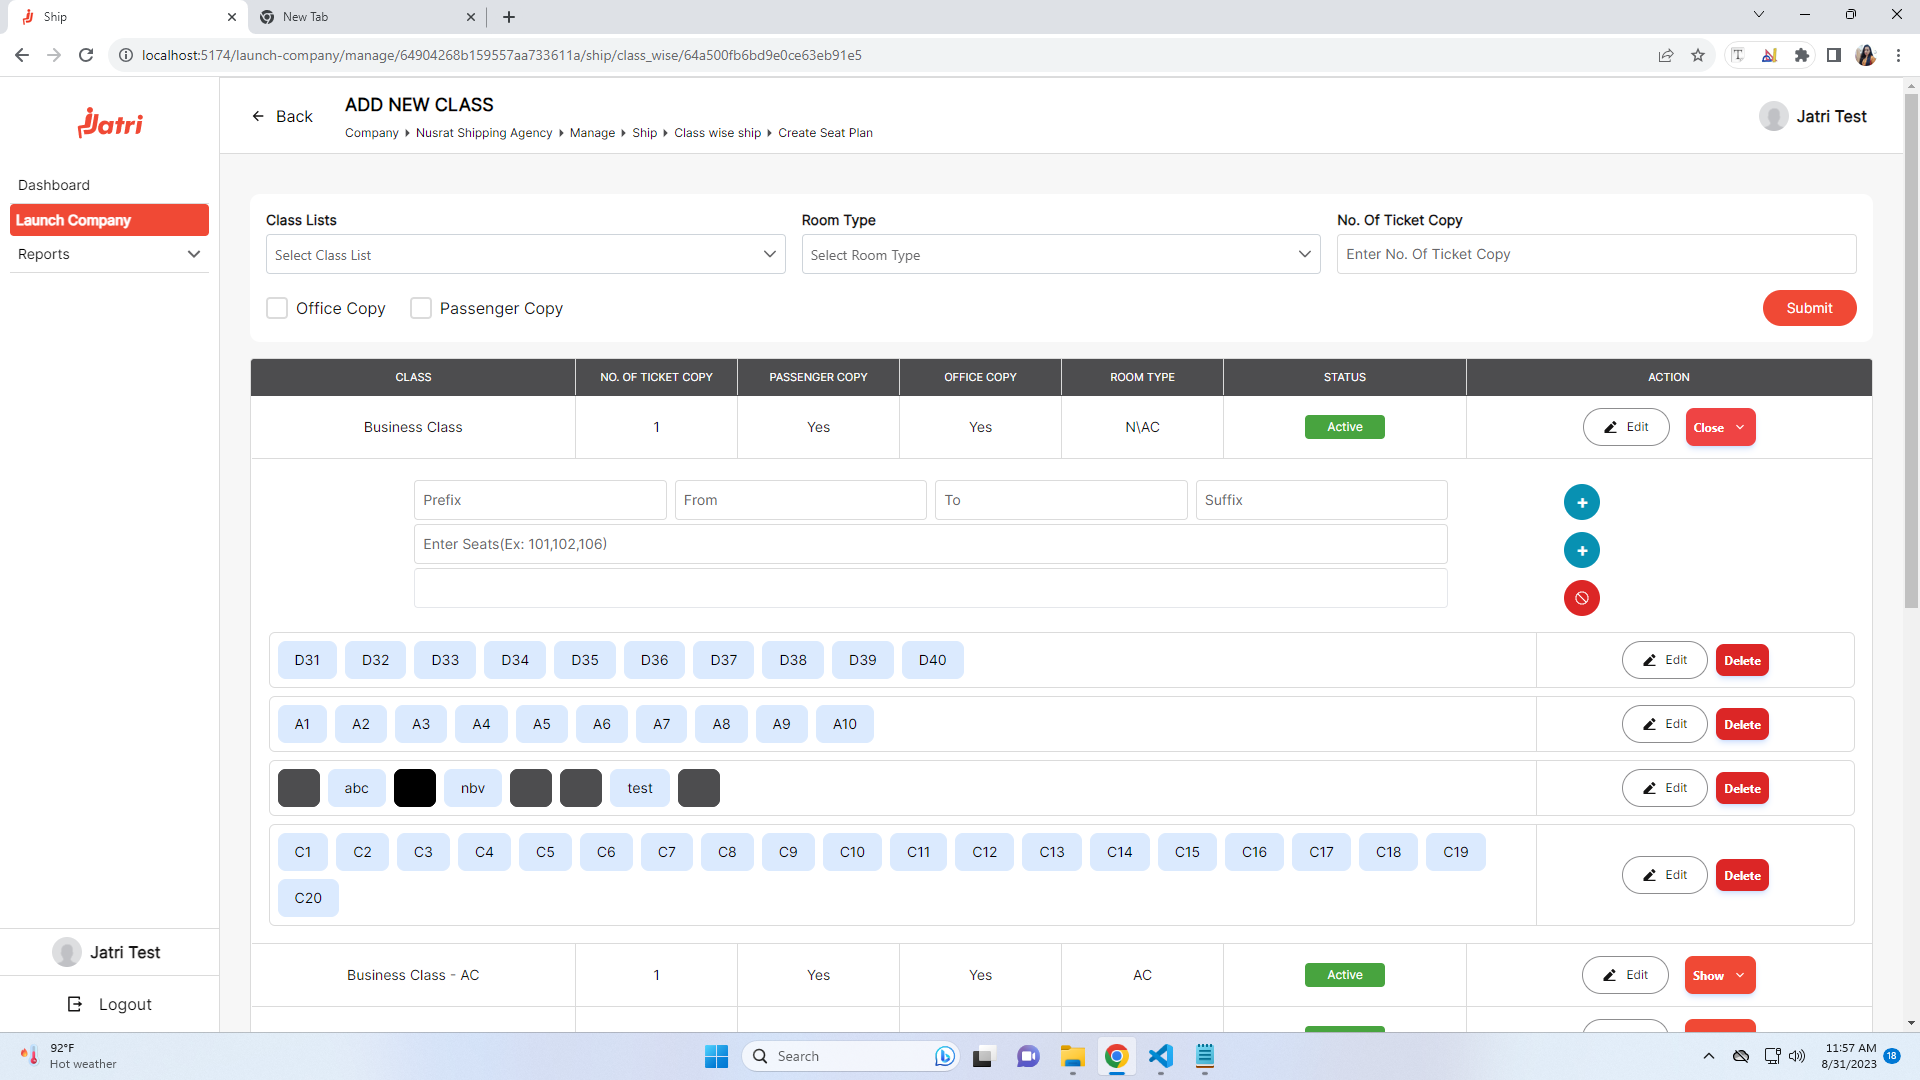 Ship
New Tab
localhost:5174/launch-company/manage/64904268b159557aa733611a/ship/class_wise/64a500fb6bd9e0ce63eb91e5
Jatri
Back
ADD NEW CLASS
Company Nusrat Shipping Agency Manage Ship Class wise ship Create Seat Plan
Jatri Test
Dashboard
Launch Company
Reports
Class Lists
Room Type
No. Of Ticket Copy
Select Class List
Select Room Type
Enter No. Of Ticket Copy
Office Copy
Passenger Copy
Submit
CLASS NO. OF TICKET COPY PASSENGER COPY OFFICE COPY ROOM TYPE STATUS ACTION
Business Class 1 Yes Yes N\AC Active Edit Close
Prefix From To Suffix
Enter Seats(Ex: 101,102,106)
D31 D32 D33 D34 D35 D36 D37 D38 D39 D40 Edit Delete
A1 A2 A3 A4 A5 A6 A7 A8 A9 A10 Edit Delete
abc nbv test Edit Delete
C1 C2 C3 C4 C5 C6 C7 C8 C9 C10 C11 C12 C13 C14 C15 C16 C17 C18 C19
C20
Edit Delete
Business Class - AC 1 Yes Yes AC Active Edit Show
Jatri Test
Logout
92°F
Hot weather
Search
11:57 AM
8/31/2023
18